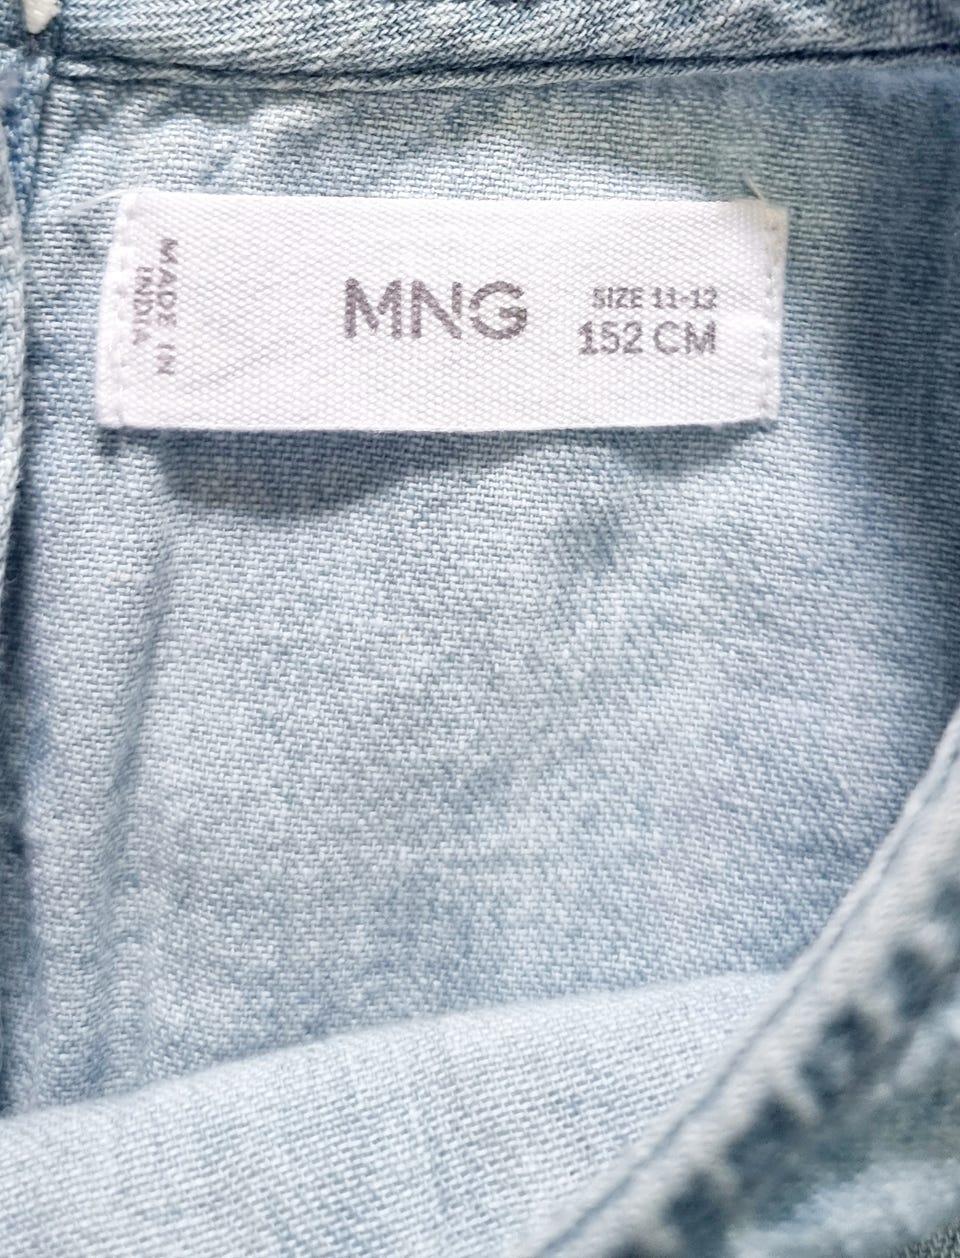 MADE IN
INDIA
MNG
SIZE 11-12
152 CM